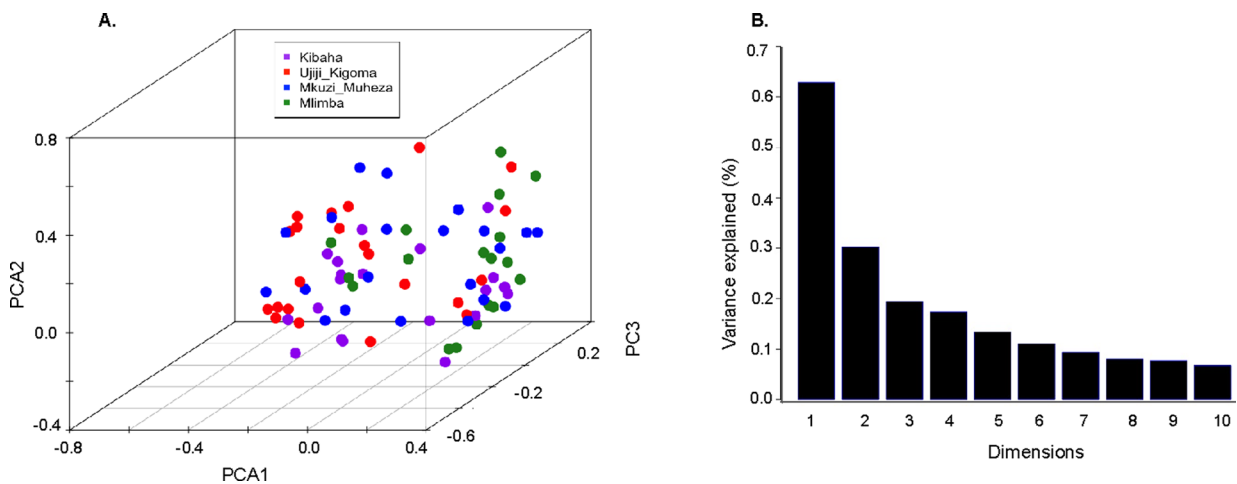 A.
Kibaha
Ujiji_Kigoma
Mkuzi_Muheza
Mlimba
0.8
0.4
0.0
-0.4
PCA2
-0.8
-0.4
0.0
0.4
PCA1
-0.6
-0.2
0.2
PC3
B.
0.7
0.6
0.5
0.4
0.3
0.2
0.1
0.0
Variance explained (%)
1 2 3 4 5 6 7 8 9 10
Dimensions